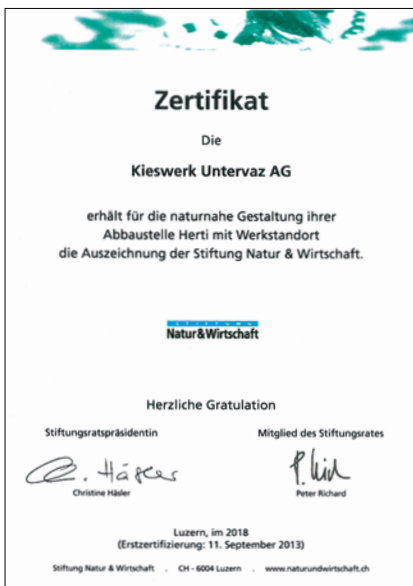 Zertifikat
Die
Kieswerk Untervaz AG
erhält für die naturnahe Gestaltung ihrer
Abbaustelle Herti mit Werkstandort
die Auszeichnung der Stiftung Natur & Wirtschaft.
STIFTUNG
Natur&Wirtschaft
Herzliche Gratulation
Stiftungsratspräsidentin Mitglied des Stiftungsrates
C. Häsler
Christine Häsler Peter Richard
Luzern, im 2018
(Erstzertifizierung: 11. September 2013)
Stiftung Natur & Wirtschaft . CH - 6004 Luzern . www.naturundwirtschaft.ch